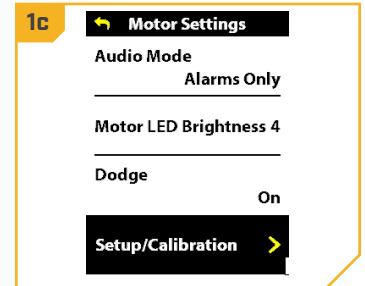 1c
Motor Settings
Audio Mode
Alarms Only
Motor LED Brightness 4
Dodge
On
Setup/Calibration